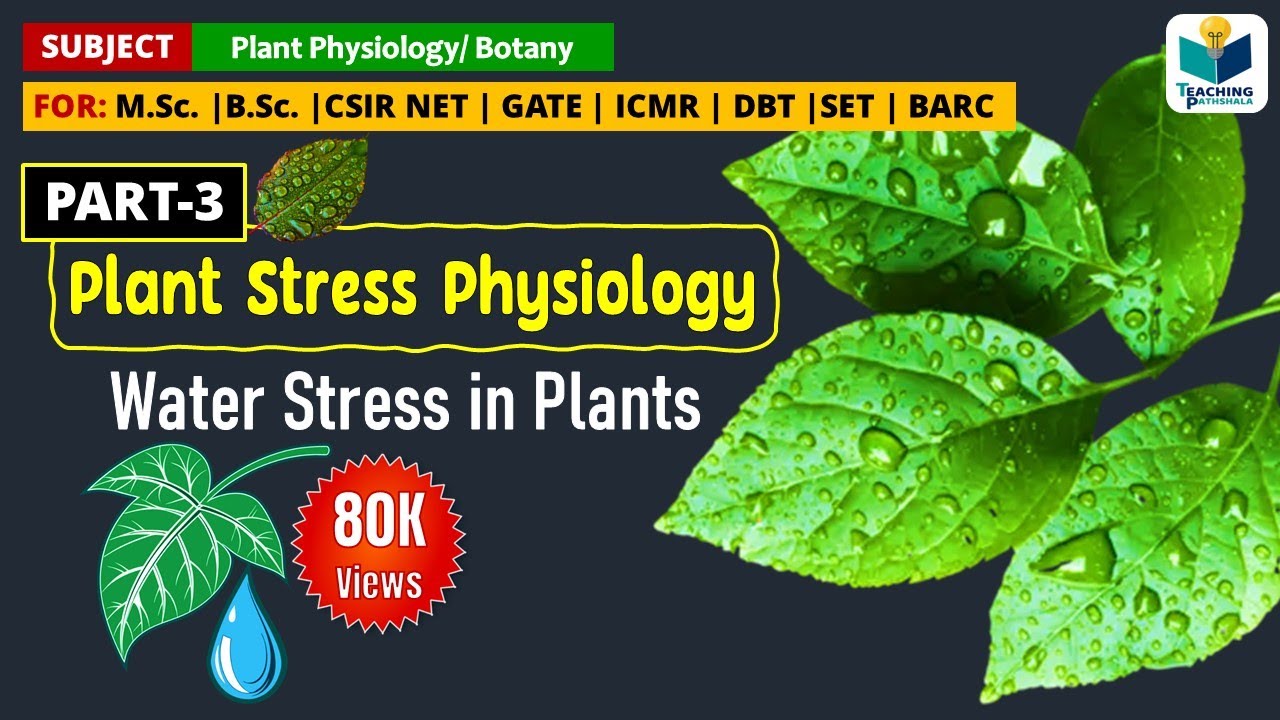 SUBJECT Plant Physiology/ Botany
FOR: M.Sc. |B.Sc. |CSIR NET | GATE | ICMR | DBT |SET | BARC
TEACHING
PATHSHALA
PART-3
Plant Stress Physiology
Water Stress in Plants
80K
Views